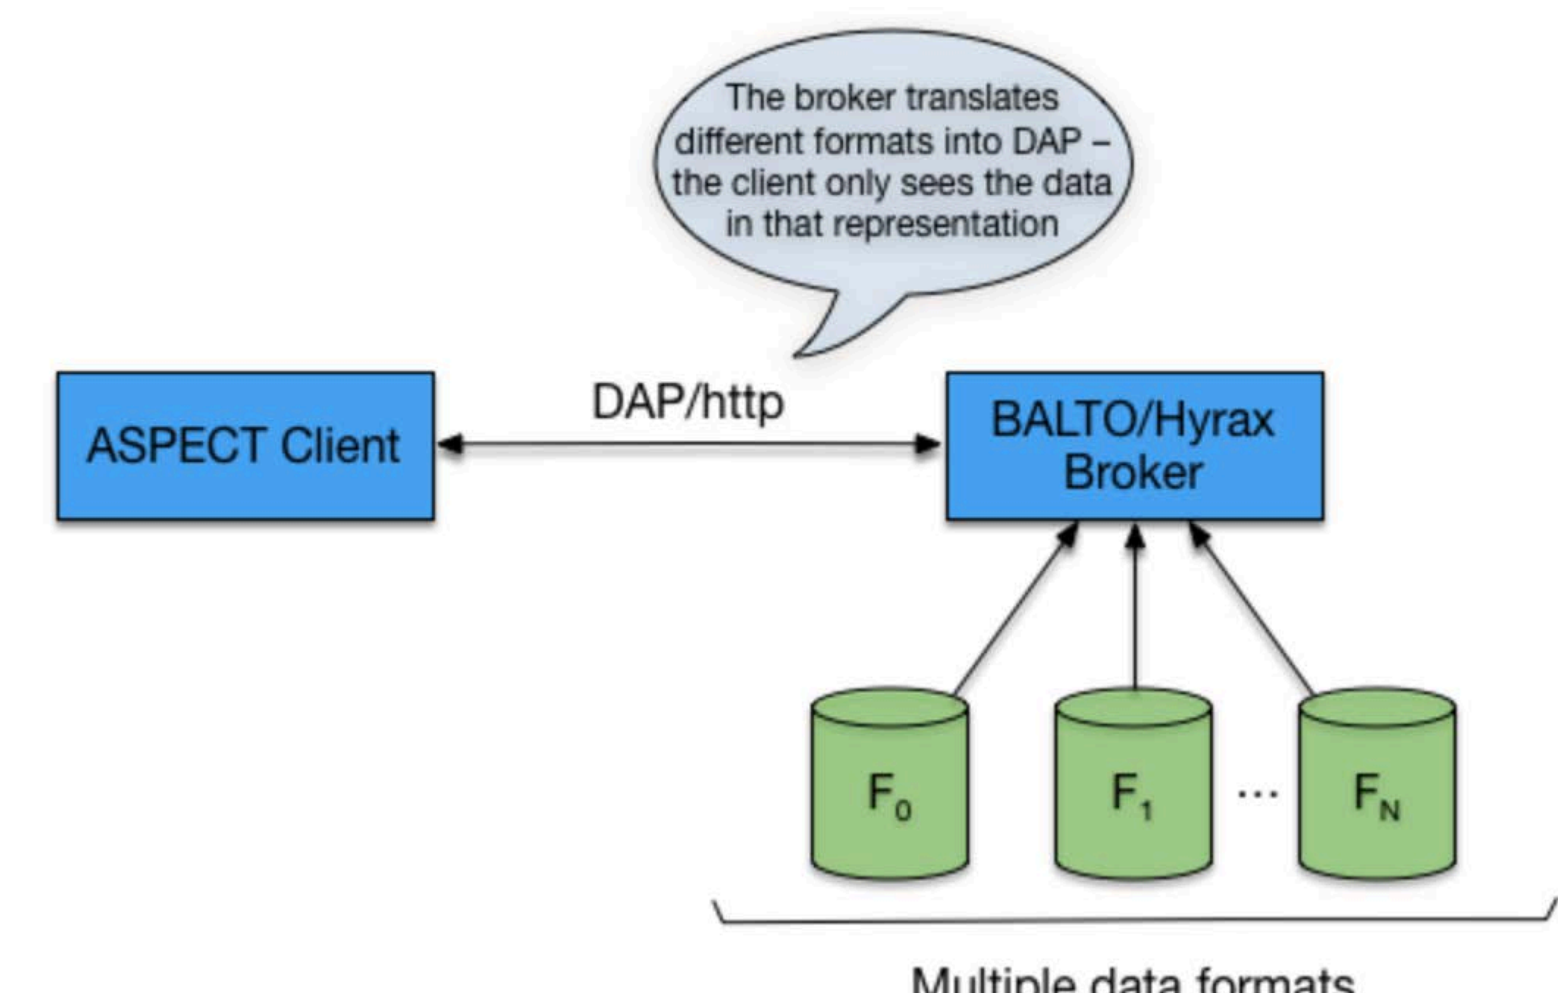 The broker translates
different formats into DAP –
the client only sees the data
in that representation
DAP/http
ASPECT Client
BALTO/Hyrax
Broker
F0
F1
...
FN
Multiple data formats